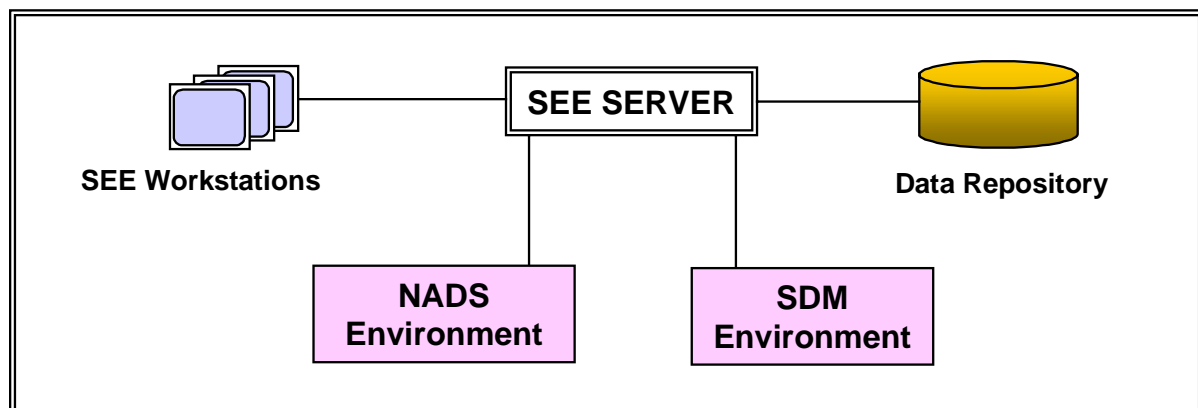 SEE SERVER
SEE Workstations
Data Repository
NADS
Environment
SDM
Environment